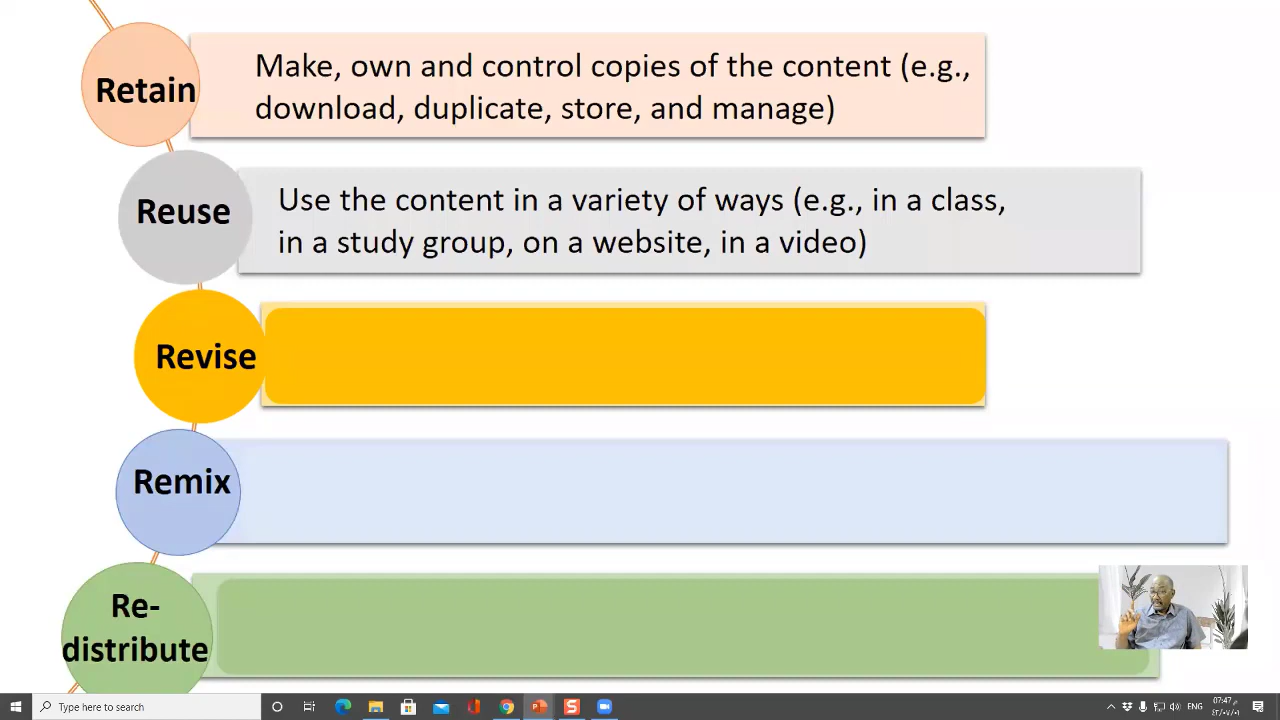 Retain
Make, own and control copies of the content (e.g.,
download, duplicate, store, and manage)
Reuse
Use the content in a variety of ways (e.g., in a class,
in a study group, on a website, in a video)
Revise
Remix
Re-
distribute
Type here to search
ENG